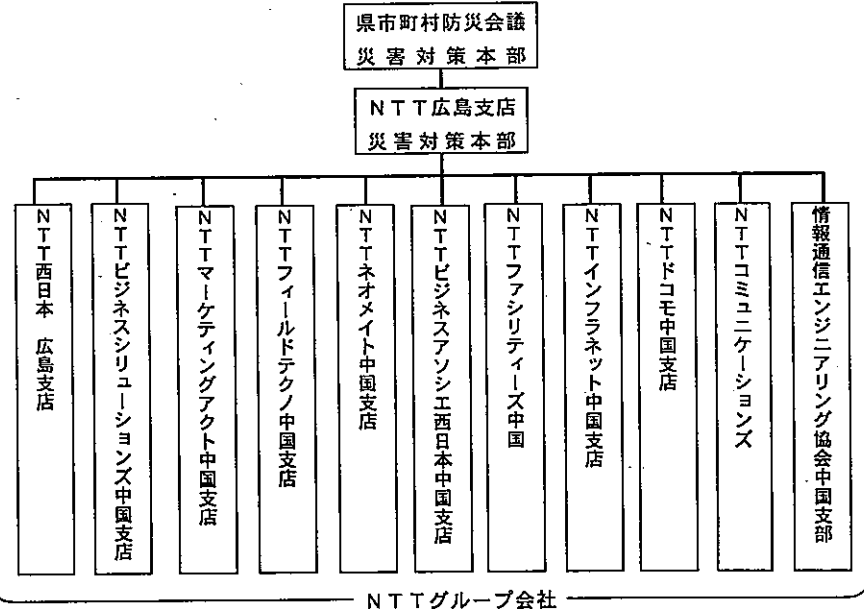 県市町村防災会議
災害対策本部
NTT広島支店
災害対策本部
NTT西日本 広島支店
NTTビジネスシリューションズ中国支店
NTTマーケティングアクト中国支店
NTTフィールドテクノ中国支店
NTTネオメイト中国支店
NTTビジネスアソシエ西日本中国支店
NTTファシリティーズ中国
NTTインフラネット中国支店
NTTドコモ中国支店
NTTコミュニケーションズ
情報通信エンジニアリング協会中国支部
NTTグループ会社